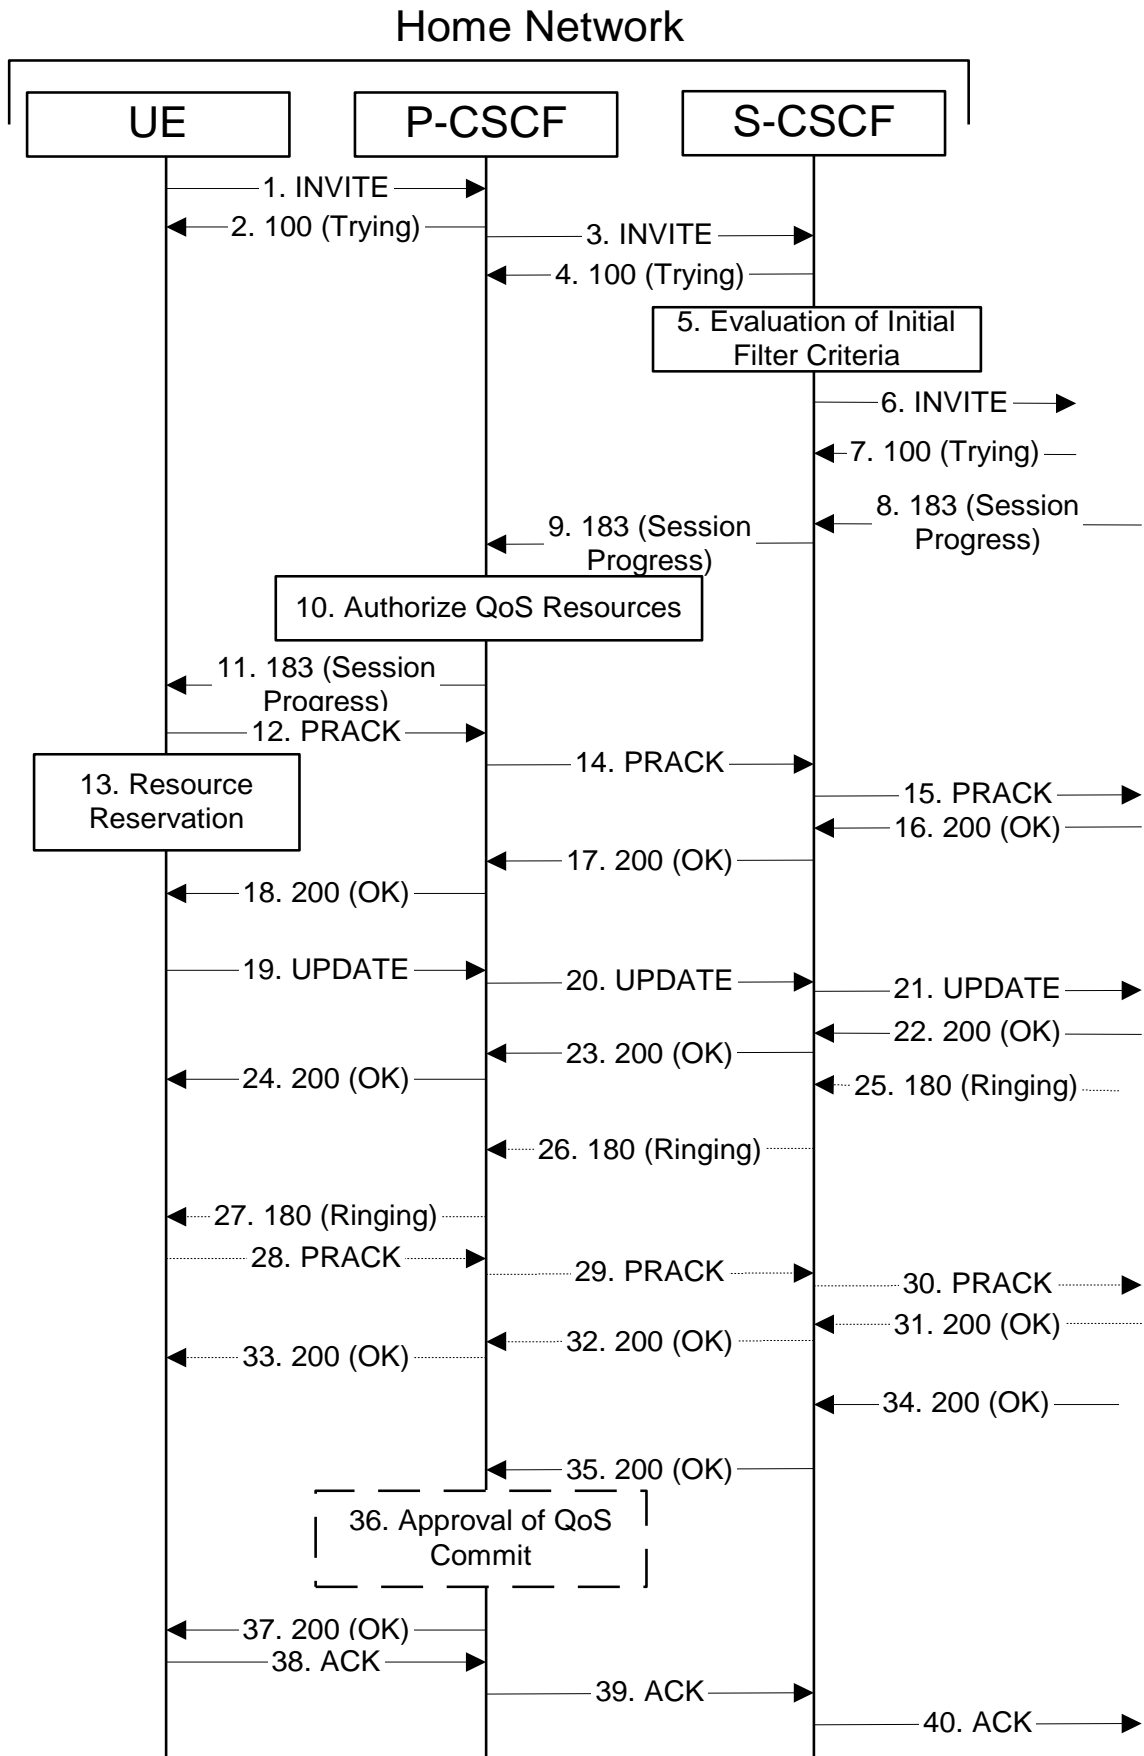 Home Network
UE
P-CSCF
S-CSCF
1. INVITE
2. 100 (Trying)
3. INVITE
4. 100 (Trying)
5. Evaluation of Initial
Filter Criteria
6. INVITE
7. 100 (Trying)
8. 183 (Session
Progress)
9. 183 (Session
Progress)
10. Authorize QoS Resources
11. 183 (Session
Progress)
12. PRACK
13. Resource
Reservation
14. PRACK
15. PRACK
16. 200 (OK)
17. 200 (OK)
18. 200 (OK)
19. UPDATE
20. UPDATE
21. UPDATE
22. 200 (OK)
23. 200 (OK)
24. 200 (OK)
25. 180 (Ringing)
26. 180 (Ringing)
27. 180 (Ringing)
28. PRACK
29. PRACK
30. PRACK
31. 200 (OK)
32. 200 (OK)
33. 200 (OK)
34. 200 (OK)
35. 200 (OK)
36. Approval of QoS
Commit
37. 200 (OK)
38. ACK
39. ACK
40. ACK